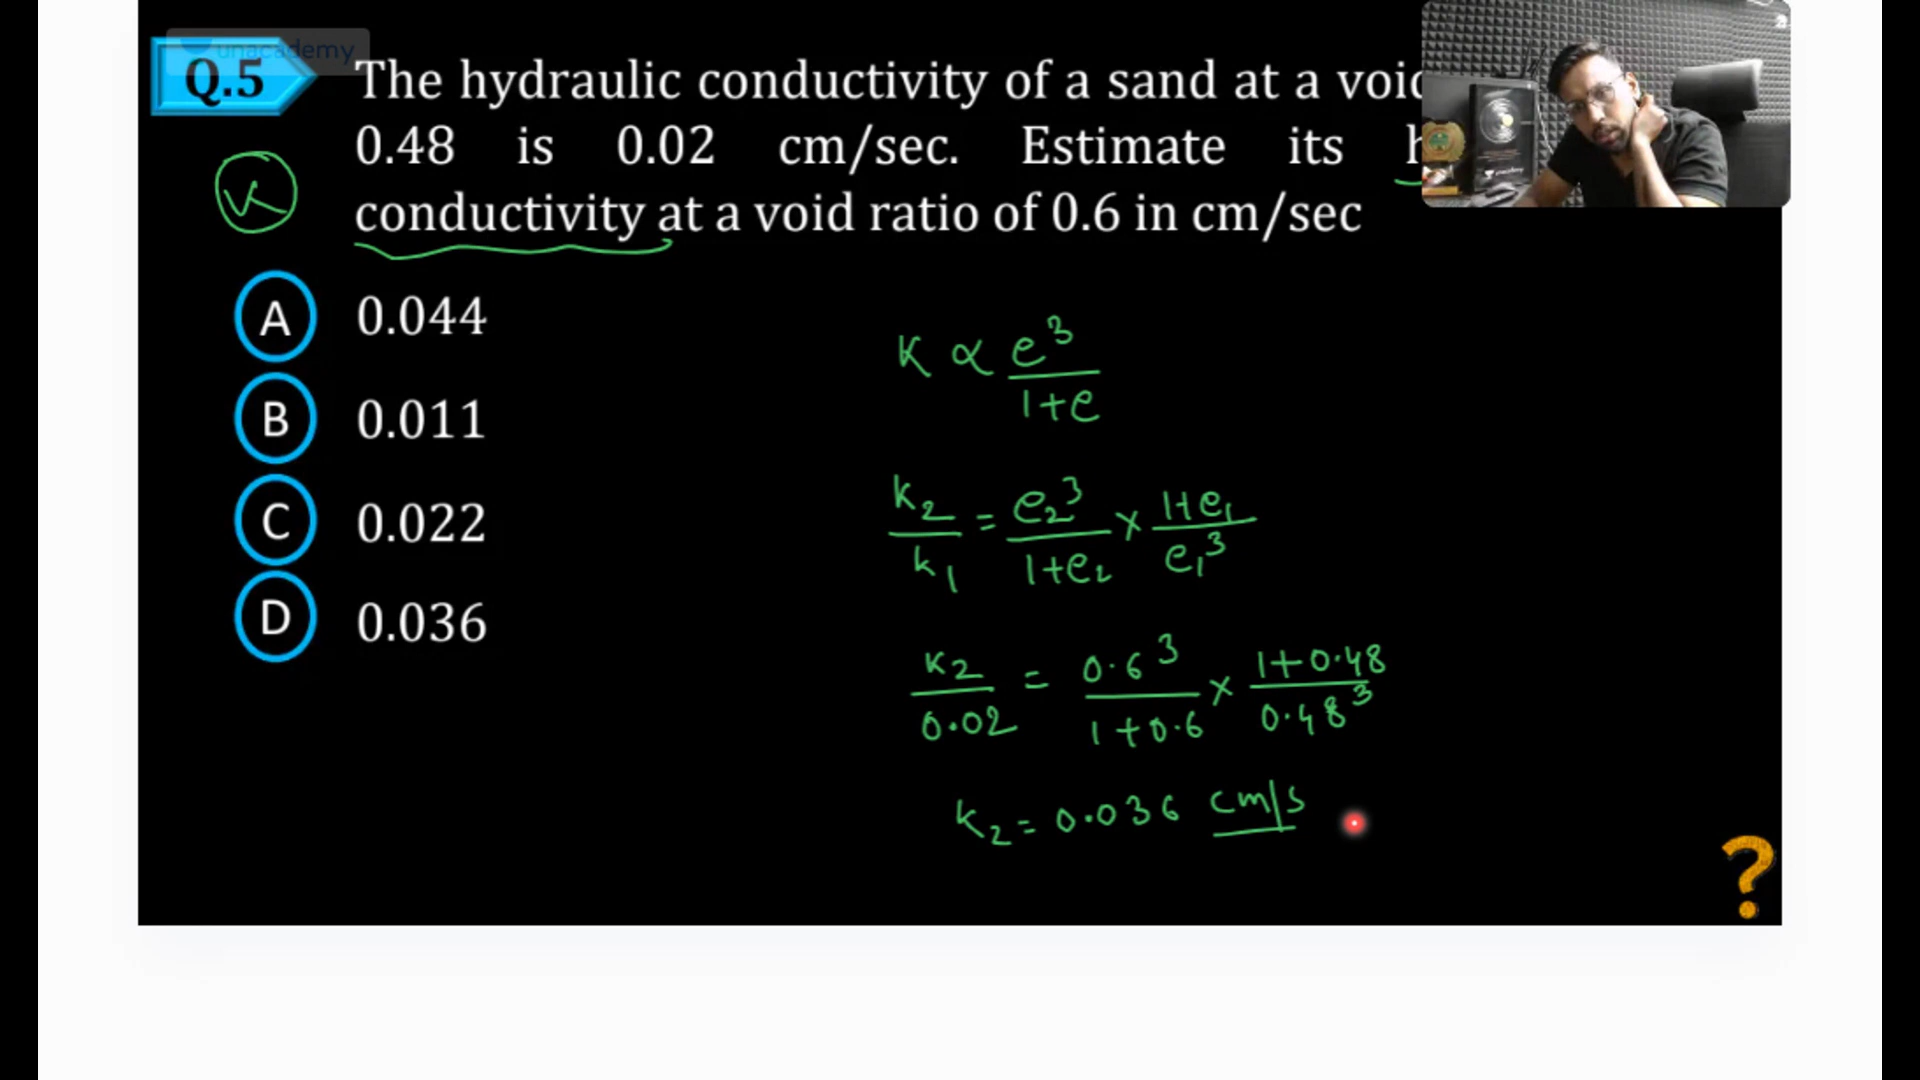 unacademy
Q.5
The hydraulic conductivity of a sand at a
0.48 is 0.02 cm/sec. Estimate its
conductivity at a void ratio of 0.6 in cm/sec
K
A 0.044
B 0.011
C 0.022
D 0.036
K ∝ e³/(1+e)
k₂/k₁ = e₂³/(1+e₂) × (1+e₁)/e₁³
k₂/0.02 = 0.6³/(1+0.6) × (1+0.48)/0.48³
k₂ = 0.036 cm/s
?